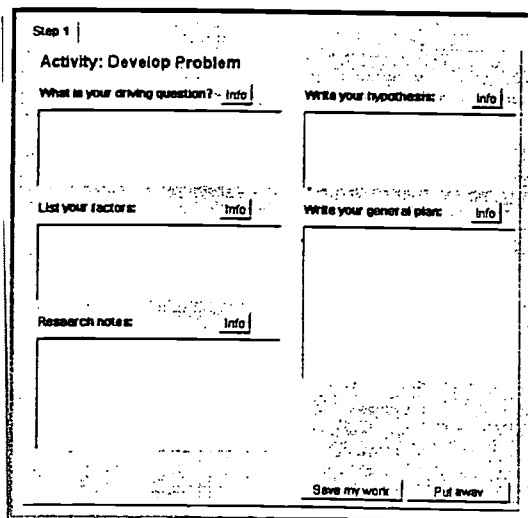 Step 1
Activity: Develop Problem
What is your driving question? Info
Write your hypothesis: Info
List your factors: Info
Write your general plan: Info
Research notes: Info
Save my work Put away